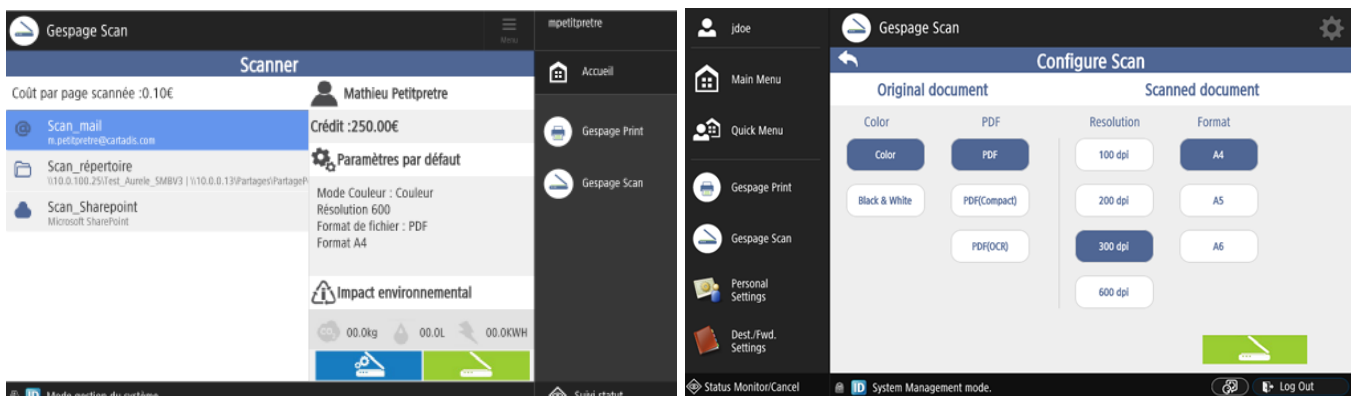 Gespage Scan
Menu
mpetitpretre
Scanner
Accueil
Coût par page scannée :0.10€
Mathieu Petitpretre
Scan_mail
m.petitpretre@cartadis.com
Crédit :250.00€
Gespage Print
Scan_répertoire
\\10.0.100.25\Test_Aurele_SMBV3 | \\10.0.0.13\Partages\PartageP
Paramètres par défaut
Gespage Scan
Scan_Sharepoint
Microsoft SharePoint
Mode Couleur : Couleur
Résolution 600
Format de fichier : PDF
Format A4
Impact environnemental
CO₂ 00.0kg 00.0L 00.0KWH
ID Mode gestion du système
Suivi statut
jdoe
Gespage Scan
Main Menu
Configure Scan
Original document Scanned document
Color PDF Resolution Format
Quick Menu
Color PDF 100 dpi A4
Gespage Print
Black & White PDF(Compact) 200 dpi A5
Gespage Scan
PDF(OCR) 300 dpi A6
Personal
Settings
600 dpi
Dest./Fwd.
Settings
Status Monitor/Cancel
ID System Management mode.
Log Out